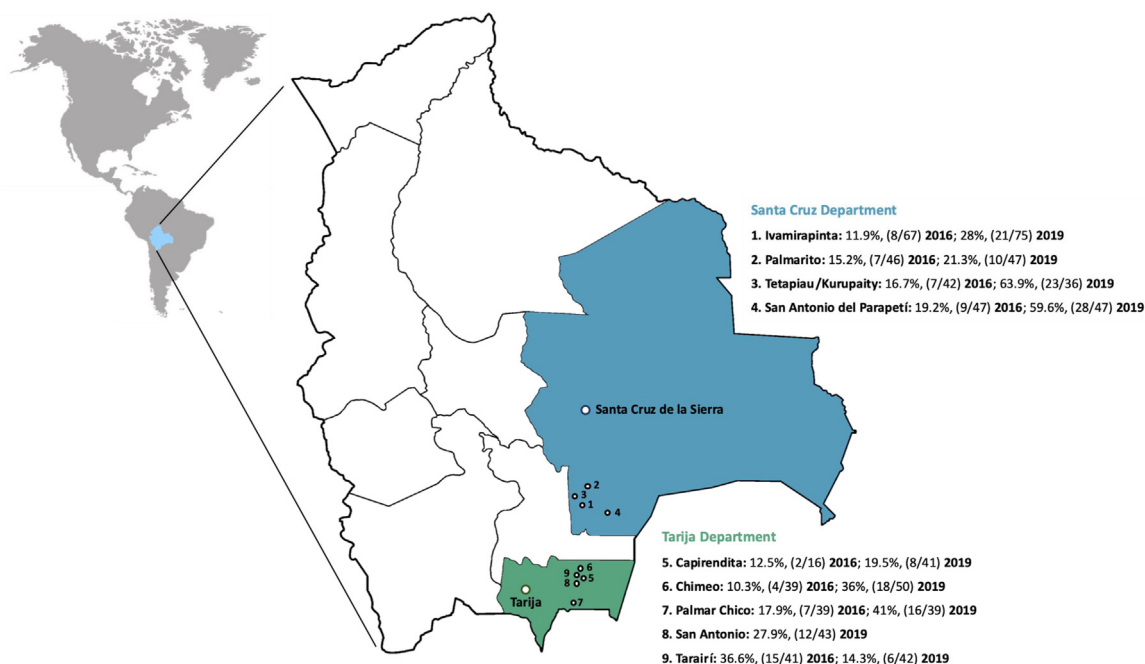 Santa Cruz Department
1. Ivamirapinta: 11.9%, (8/67) 2016; 28%, (21/75) 2019
2. Palmarito: 15.2%, (7/46) 2016; 21.3%, (10/47) 2019
3. Tetapiau/Kurupaity: 16.7%, (7/42) 2016; 63.9%, (23/36) 2019
4. San Antonio del Parapetí: 19.2%, (9/47) 2016; 59.6%, (28/47) 2019
Santa Cruz de la Sierra
2
3
1
4
Tarija Department
5. Capirendita: 12.5%, (2/16) 2016; 19.5%, (8/41) 2019
6. Chimeo: 10.3%, (4/39) 2016; 36%, (18/50) 2019
7. Palmar Chico: 17.9%, (7/39) 2016; 41%, (16/39) 2019
8. San Antonio: 27.9%, (12/43) 2019
9. Tarairí: 36.6%, (15/41) 2016; 14.3%, (6/42) 2019
6
9
5
8
Tarija
7